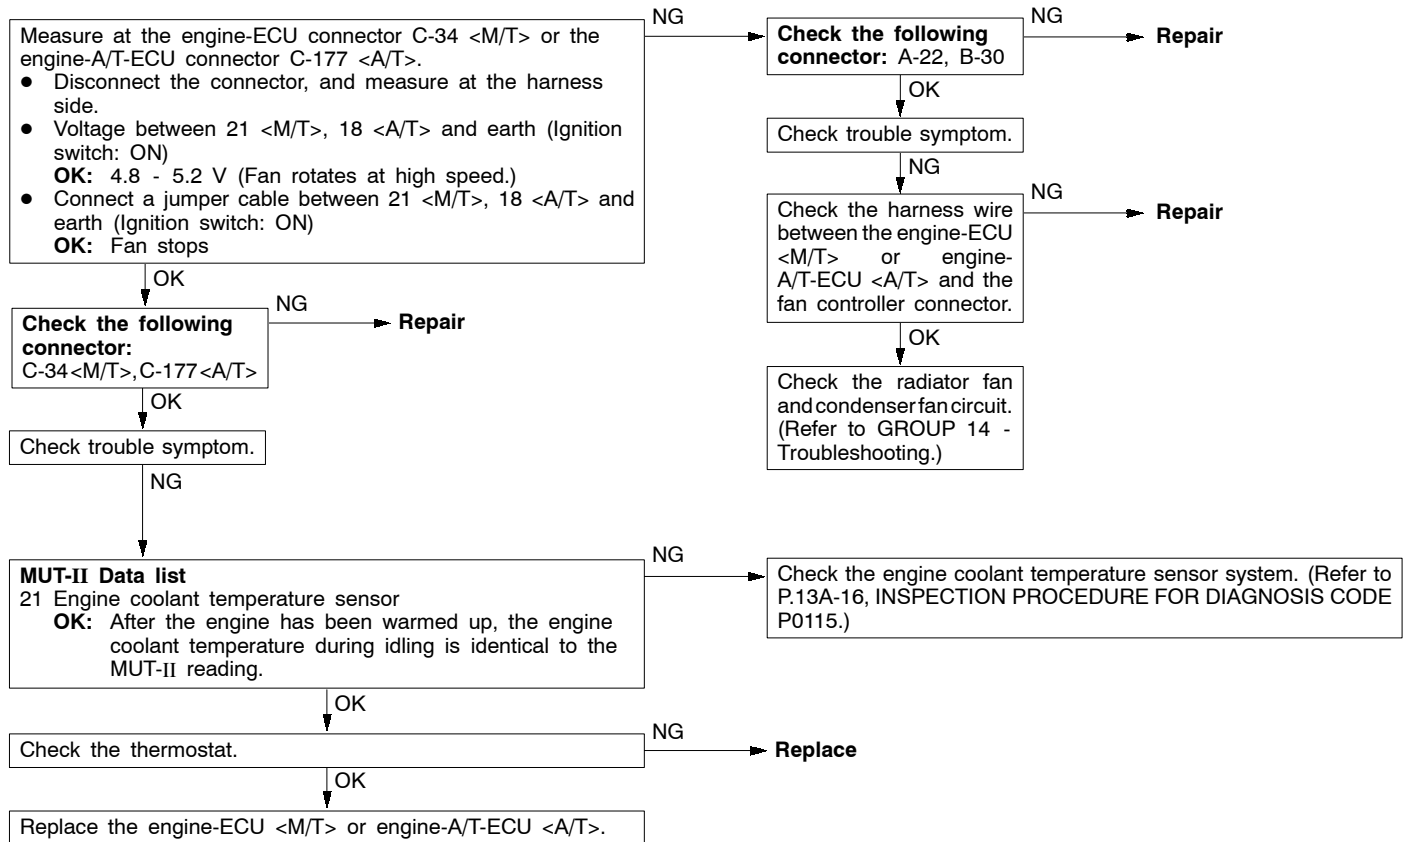 Measure at the engine-ECU connector C-34 <M/T> or the
engine-A/T-ECU connector C-177 <A/T>.
● Disconnect the connector, and measure at the harness
side.
● Voltage between 21 <M/T>, 18 <A/T> and earth (Ignition
switch: ON)
OK: 4.8 - 5.2 V (Fan rotates at high speed.)
● Connect a jumper cable between 21 <M/T>, 18 <A/T> and
earth (Ignition switch: ON)
OK: Fan stops
NG
Check the following
connector: A-22, B-30
NG
Repair
OK
Check trouble symptom.
NG
Check the harness wire
between the engine-ECU
<M/T> or engine-
A/T-ECU <A/T> and the
fan controller connector.
NG
Repair
OK
Check the radiator fan
and condenser fan circuit.
(Refer to GROUP 14 -
Troubleshooting.)
OK
Check the following
connector:
C-34<M/T>, C-177<A/T>
NG
Repair
OK
Check trouble symptom.
NG
MUT-II Data list
21 Engine coolant temperature sensor
OK: After the engine has been warmed up, the engine
coolant temperature during idling is identical to the
MUT-II reading.
NG
Check the engine coolant temperature sensor system. (Refer to
P.13A-16, INSPECTION PROCEDURE FOR DIAGNOSIS CODE
P0115.)
OK
Check the thermostat.
NG
Replace
OK
Replace the engine-ECU <M/T> or engine-A/T-ECU <A/T>.